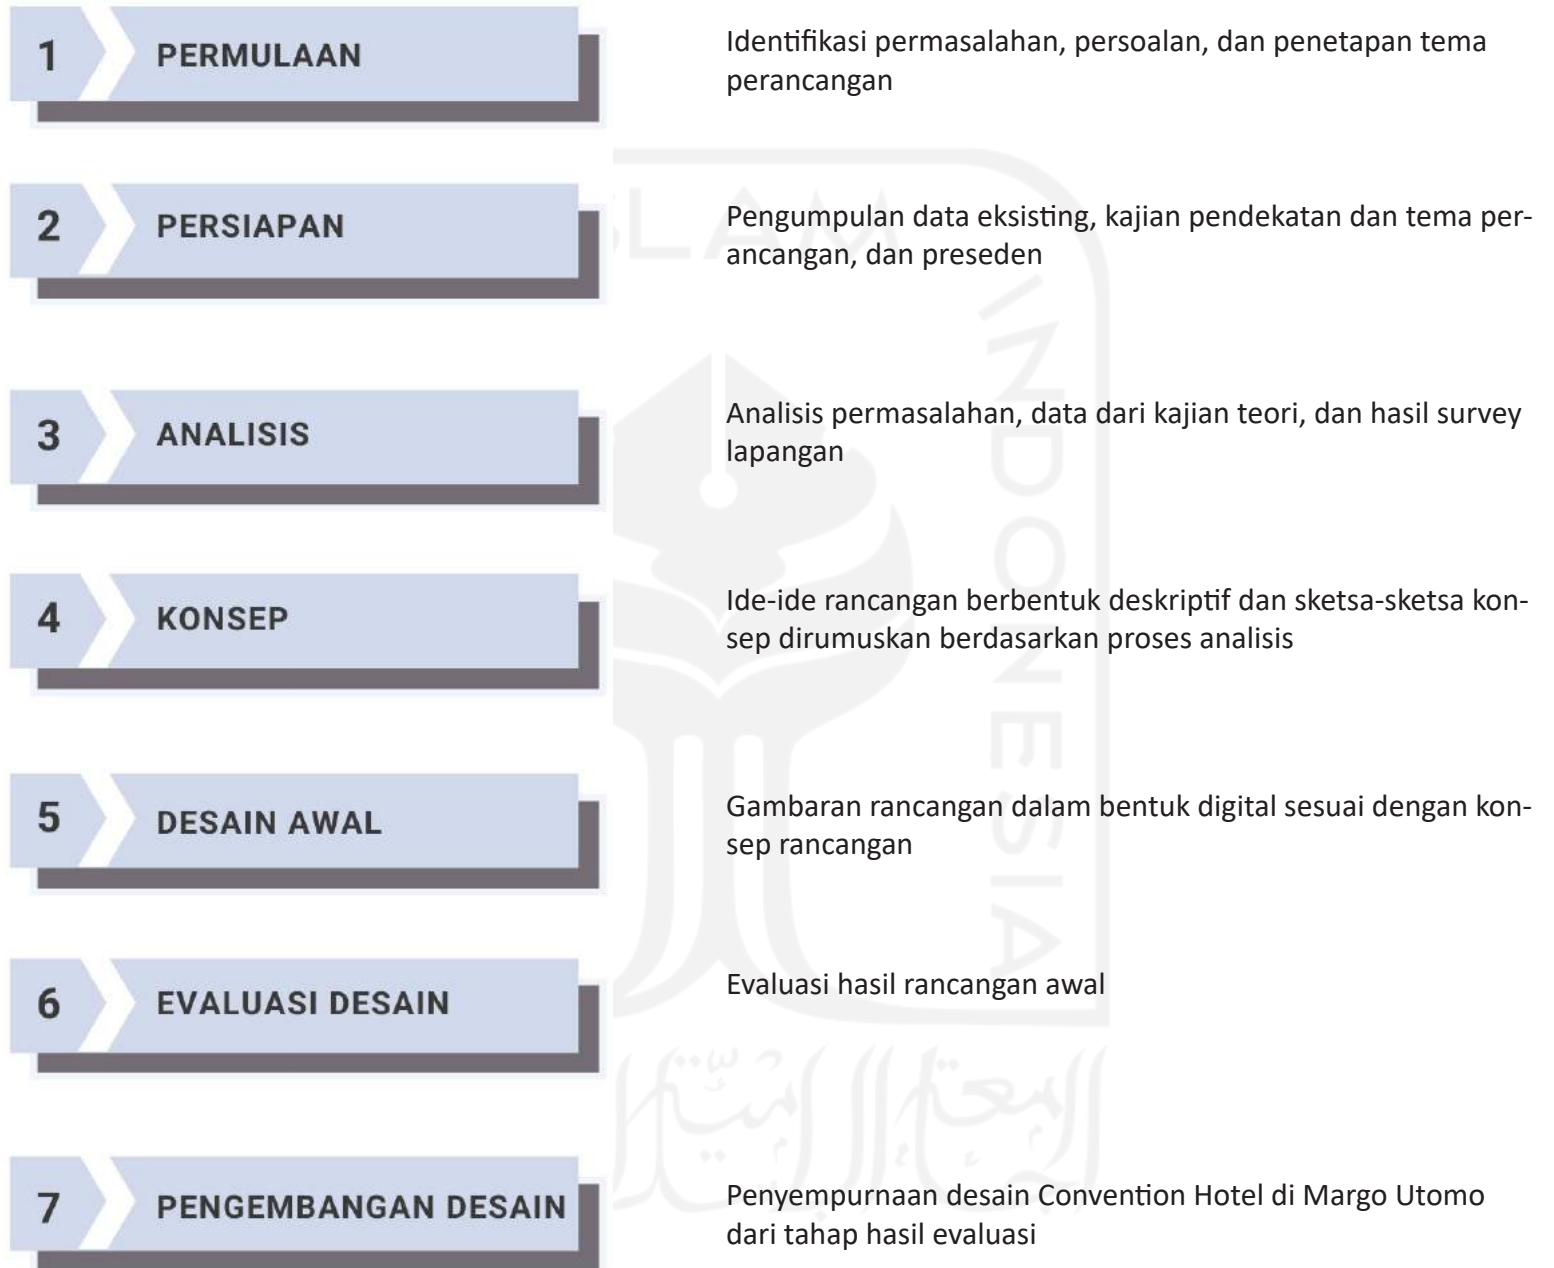 1 PERMULAAN
Identifikasi permasalahan, persoalan, dan penetapan tema
perancangan
2 PERSIAPAN
Pengumpulan data eksisting, kajian pendekatan dan tema per-
ancangan, dan preseden
3 ANALISIS
Analisis permasalahan, data dari kajian teori, dan hasil survey
lapangan
4 KONSEP
Ide-ide rancangan berbentuk deskriptif dan sketsa-sketsa kon-
sep dirumuskan berdasarkan proses analisis
5 DESAIN AWAL
Gambaran rancangan dalam bentuk digital sesuai dengan kon-
sep rancangan
6 EVALUASI DESAIN
Evaluasi hasil rancangan awal
7 PENGEMBANGAN DESAIN
Penyempurnaan desain Convention Hotel di Margo Utomo
dari tahap hasil evaluasi
SLAM
INDONESIA